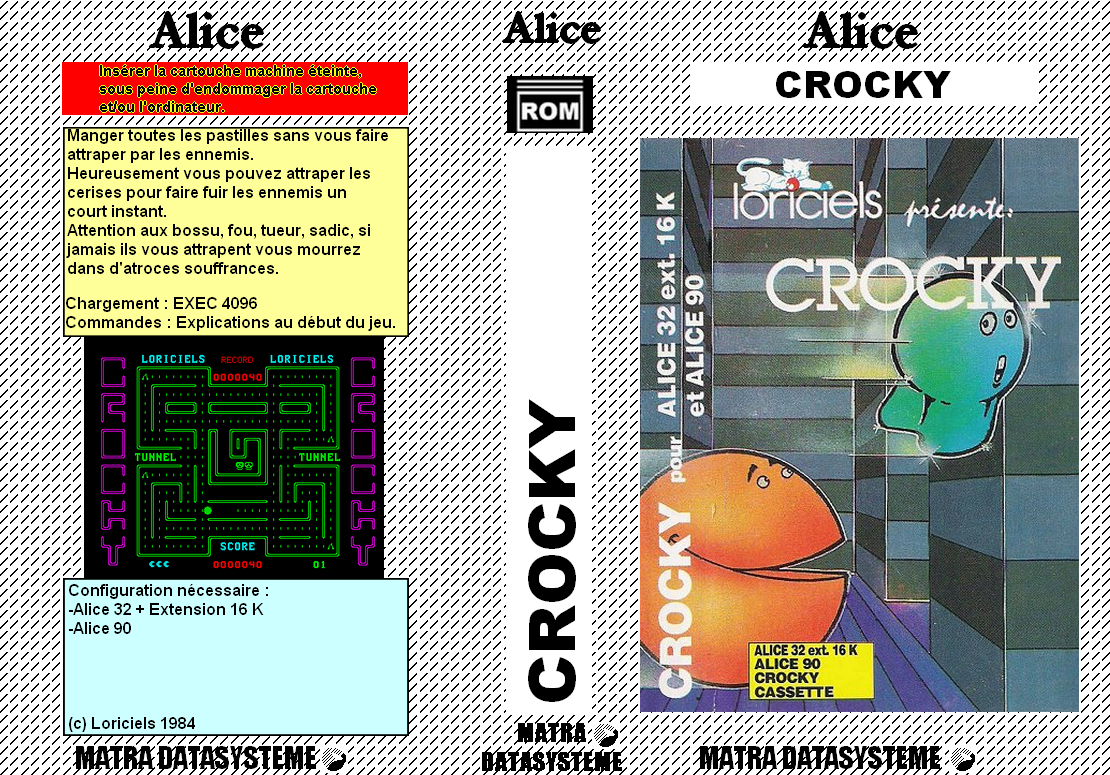 Alice
Insérer la cartouche machine éteinte,
sous peine d'endommager la cartouche
et/ou l'ordinateur.
Manger toutes les pastilles sans vous faire
attraper par les ennemis.
Heureusement vous pouvez attraper les
cerises pour faire fuir les ennemis un
court instant.
Attention aux bossu, fou, tueur, sadic, si
jamais ils vous attrapent vous mourrez
dans d'atroces souffrances.
Chargement : EXEC 4096
Commandes : Explications au début du jeu.
LORICIELS RECORD LORICIELS
0000040
TUNNEL TUNNEL
SCORE
<<< 0000040 01
Configuration nécessaire :
-Alice 32 + Extension 16 K
-Alice 90
(c) Loriciels 1984
MATRA DATASYSTEME
Alice
ROM
CROCKY
MATRA
DATASYSTEME
Alice
CROCKY
loriciels présente:
CROCKY
CROCKY pour ALICE 32 ext. 16 K
et ALICE 90
ALICE 32 ext. 16 K
ALICE 90
CROCKY
CASSETTE
MATRA DATASYSTEME